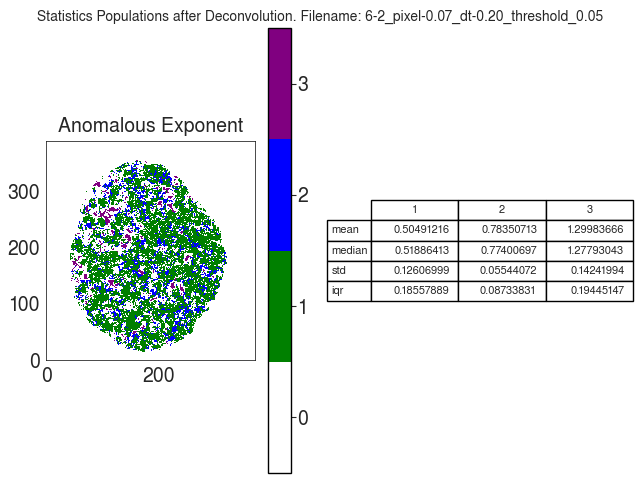 Statistics Populations after Deconvolution. Filename: 6-2_pixel-0.07_dt-0.20_threshold_0.05
Anomalous Exponent
300
200
100
0
0 200
3
2
1
0
1 2 3
mean 0.50491216 0.78350713 1.29983666
median 0.51886413 0.77400697 1.27793043
std 0.12606999 0.05544072 0.14241994
iqr 0.18557889 0.08733831 0.19445147